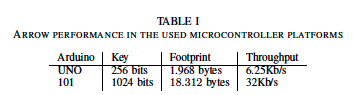 TABLE I
ARROW PERFORMANCE IN THE USED MICROCONTROLLER PLATFORMS
Arduino Key Footprint Throughput
UNO 256 bits 1.968 bytes 6.25Kb/s
101 1024 bits 18.312 bytes 32Kb/s